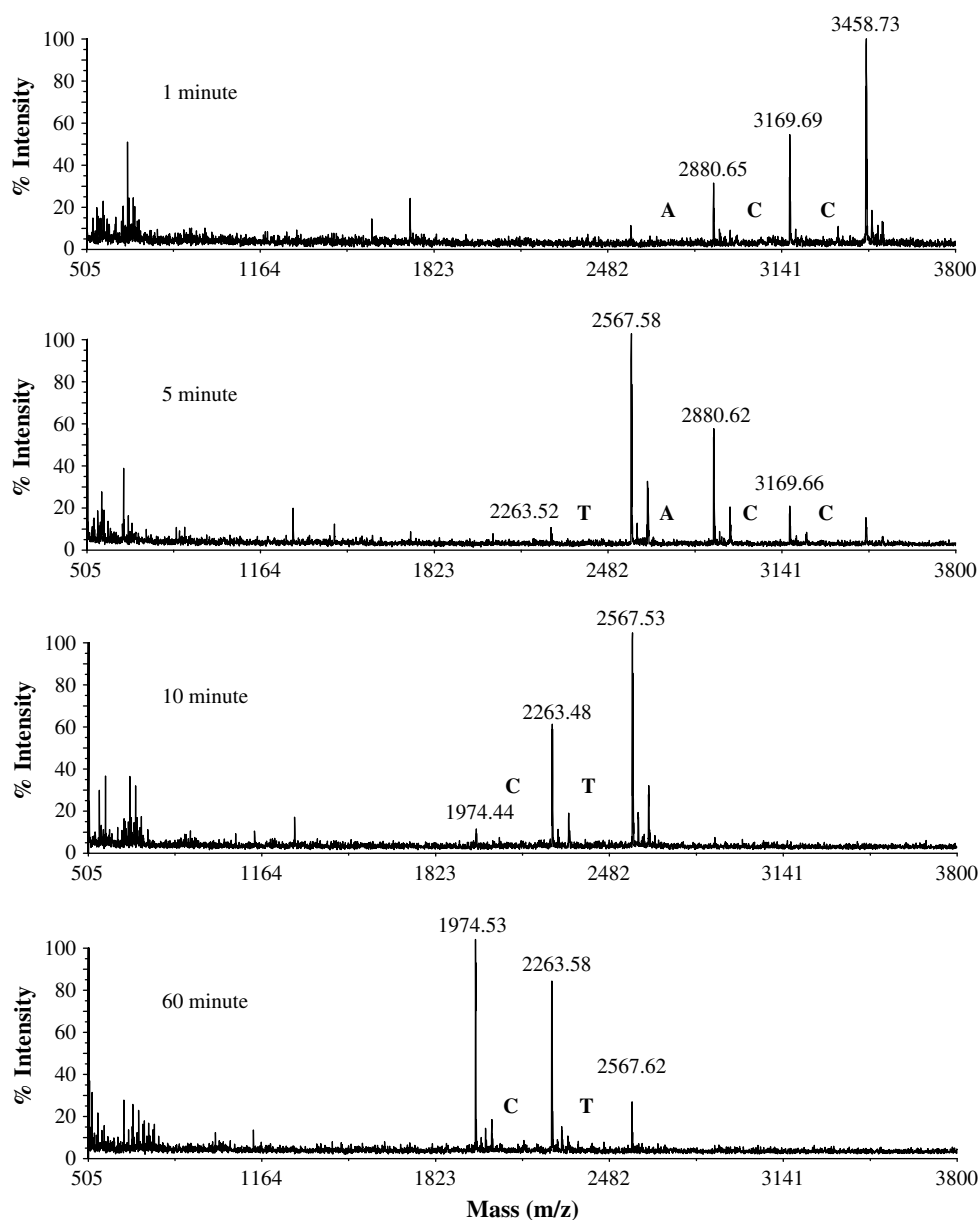 3458.73
100
80
60
40
20
0
% Intensity
1 minute
3169.69
2880.65
A C C
505 1164 1823 2482 3141 3800
2567.58
100
80
60
40
20
0
% Intensity
5 minute
2880.62
3169.66
2263.52 T A C C
505 1164 1823 2482 3141 3800
2567.53
100
80
60
40
20
0
% Intensity
10 minute
2263.48
C T
1974.44
505 1164 1823 2482 3141 3800
1974.53
100
80
60
40
20
0
% Intensity
60 minute
2263.58
2567.62
C T
505 1164 1823 2482 3141 3800
Mass (m/z)